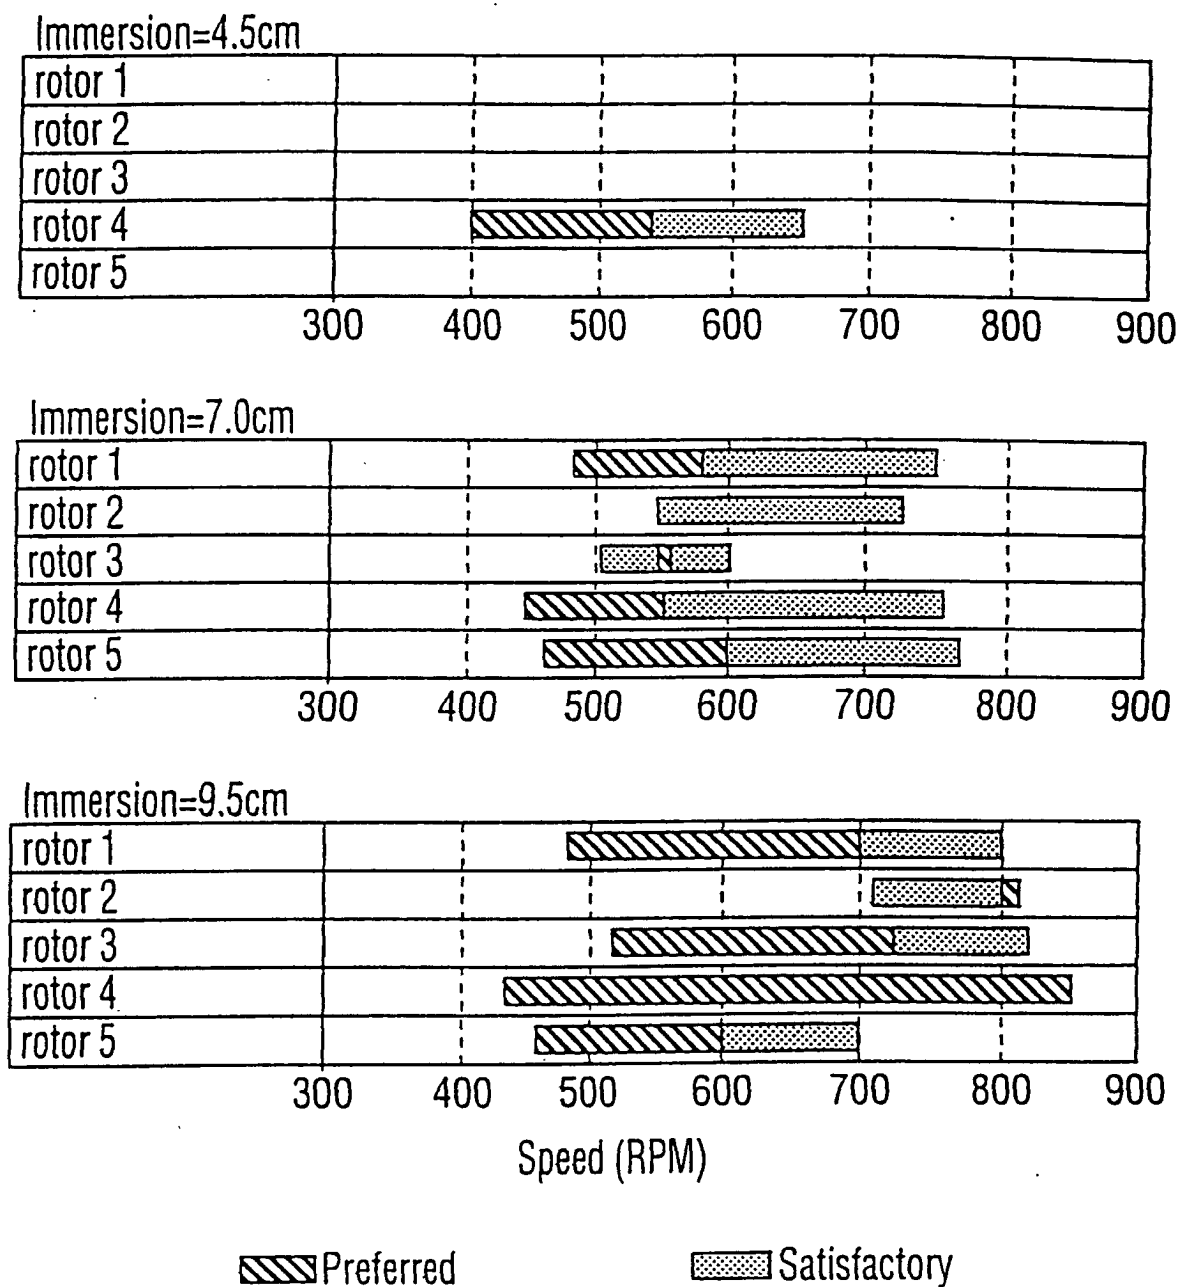 Immersion=4.5cm
rotor 1
rotor 2
rotor 3
rotor 4
rotor 5
300 400 500 600 700 800 900
Immersion=7.0cm
rotor 1
rotor 2
rotor 3
rotor 4
rotor 5
300 400 500 600 700 800 900
Immersion=9.5cm
rotor 1
rotor 2
rotor 3
rotor 4
rotor 5
300 400 500 600 700 800 900
Speed (RPM)
Preferred Satisfactory